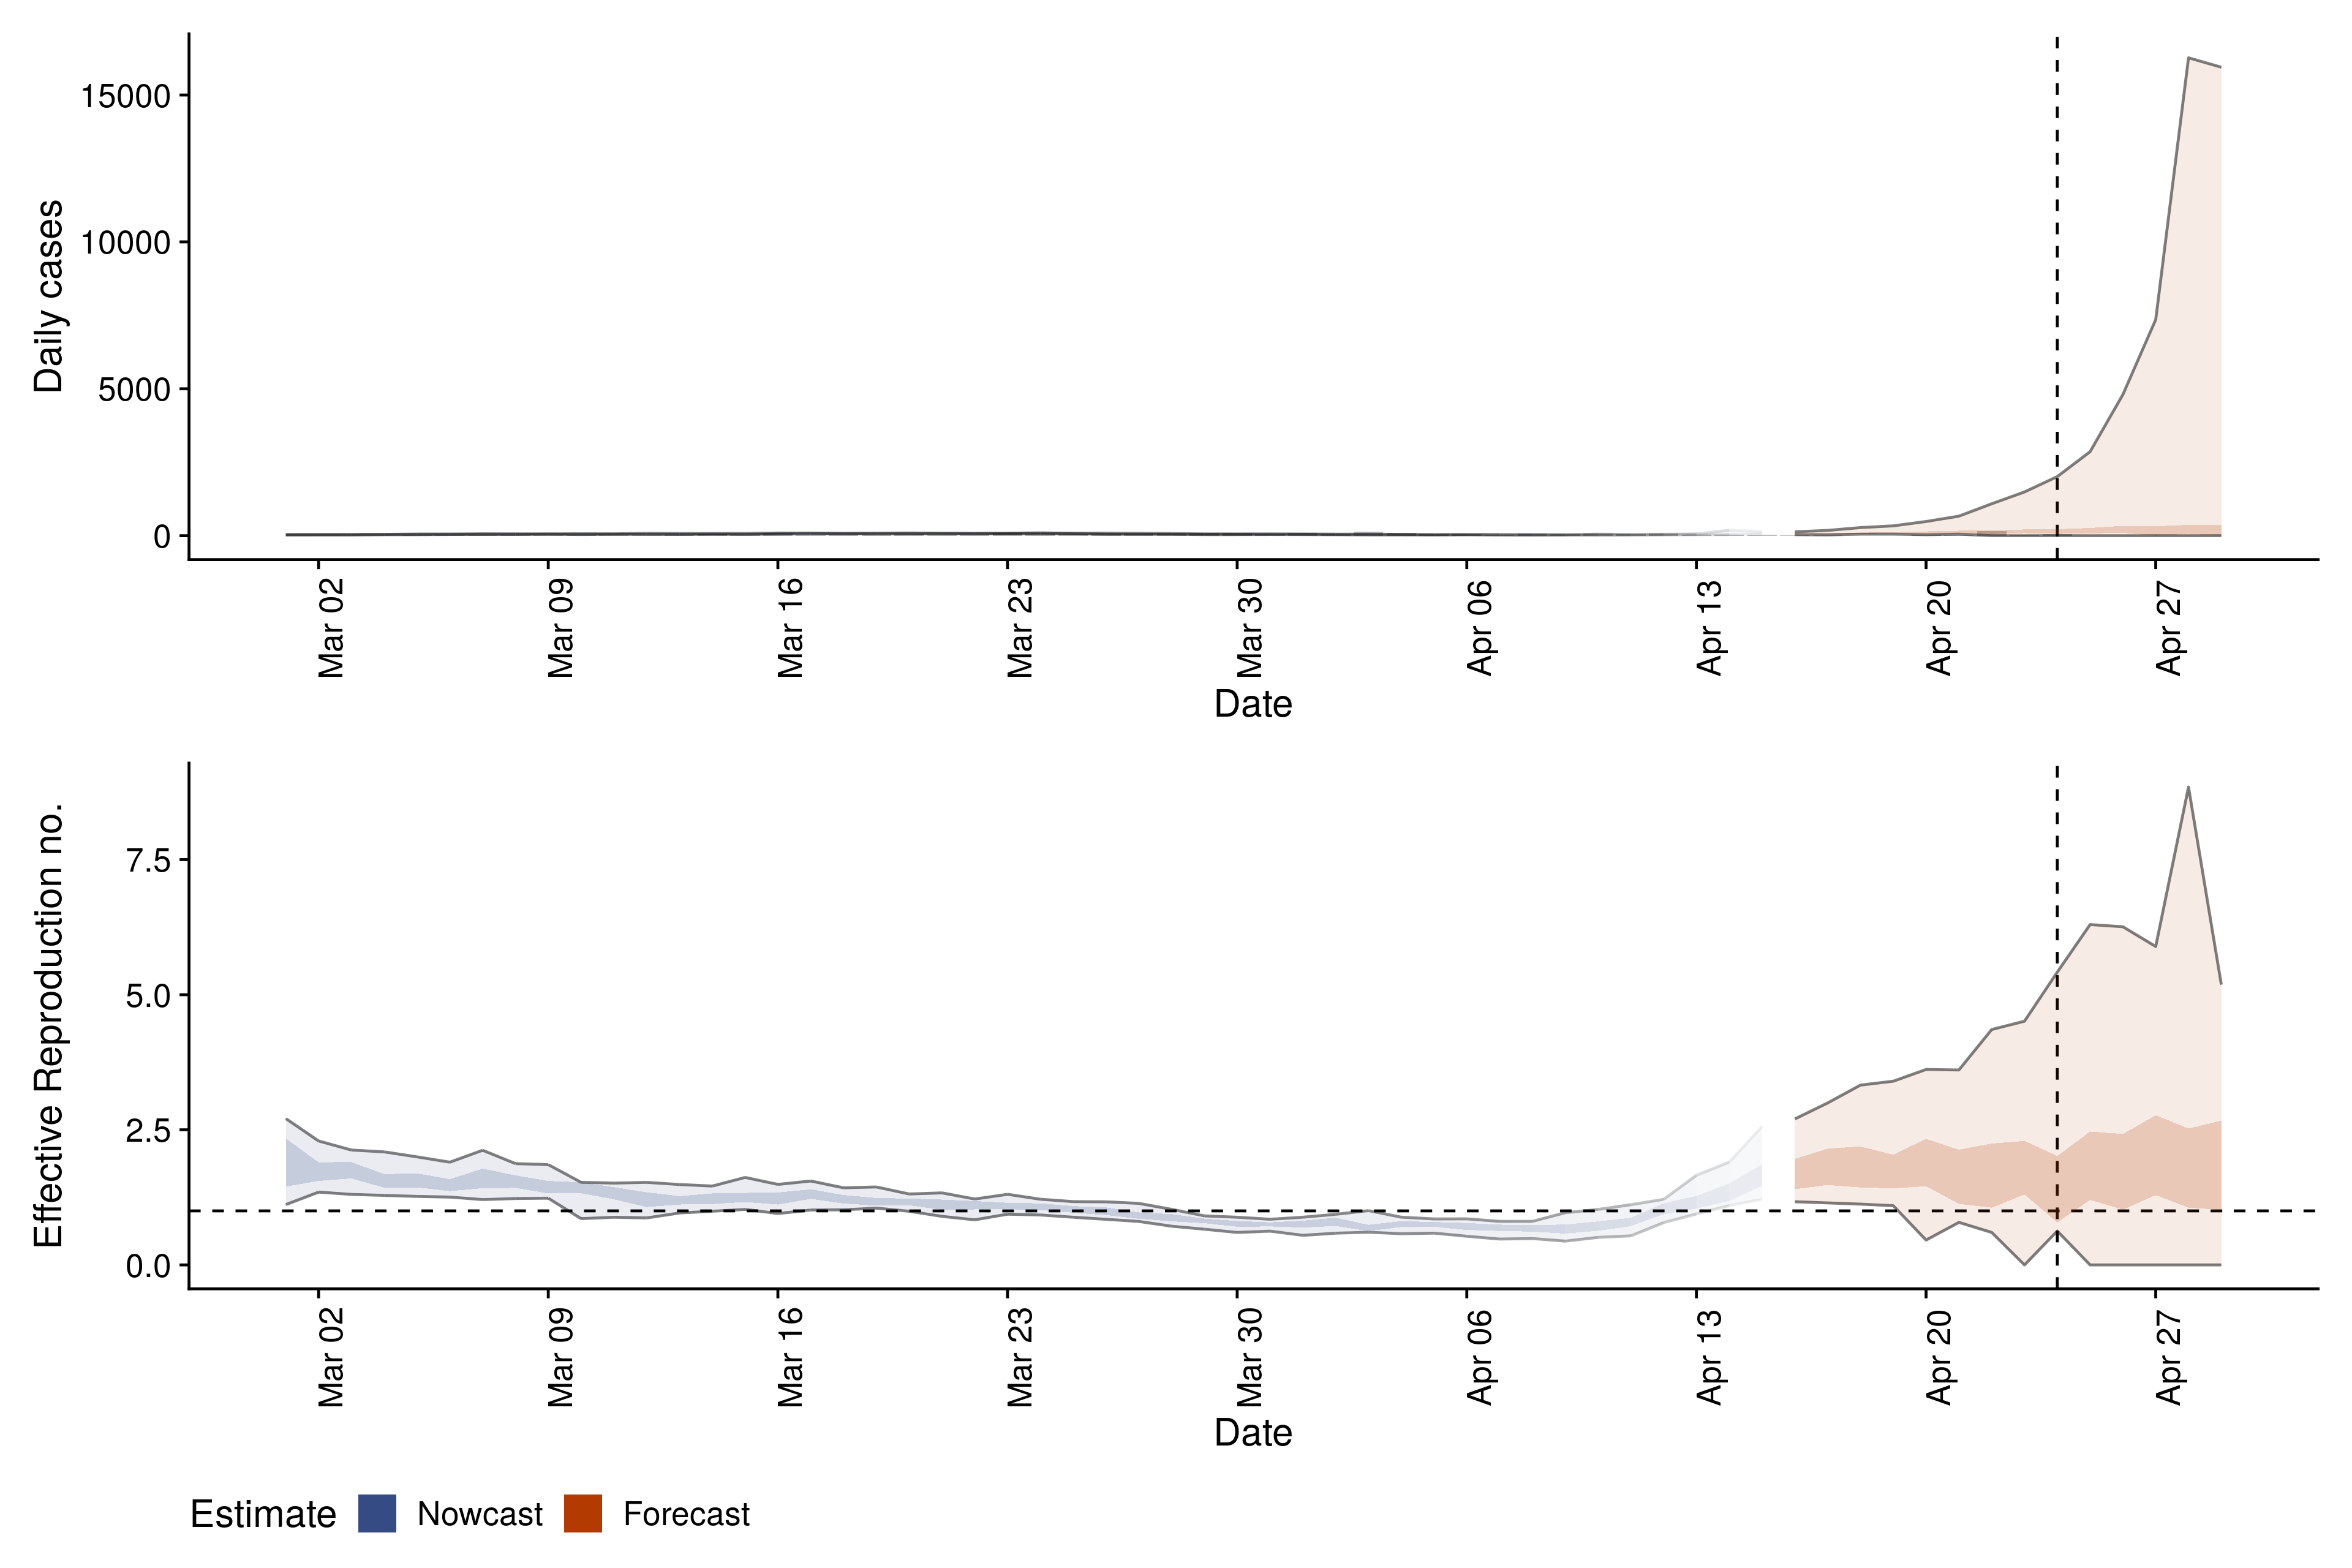 Daily cases
15000
10000
5000
0
Mar 02
Mar 09
Mar 16
Mar 23
Mar 30
Apr 06
Apr 13
Apr 20
Apr 27
Date
Effective Reproduction no.
7.5
5.0
2.5
0.0
Mar 02
Mar 09
Mar 16
Mar 23
Mar 30
Apr 06
Apr 13
Apr 20
Apr 27
Date
Estimate Nowcast Forecast